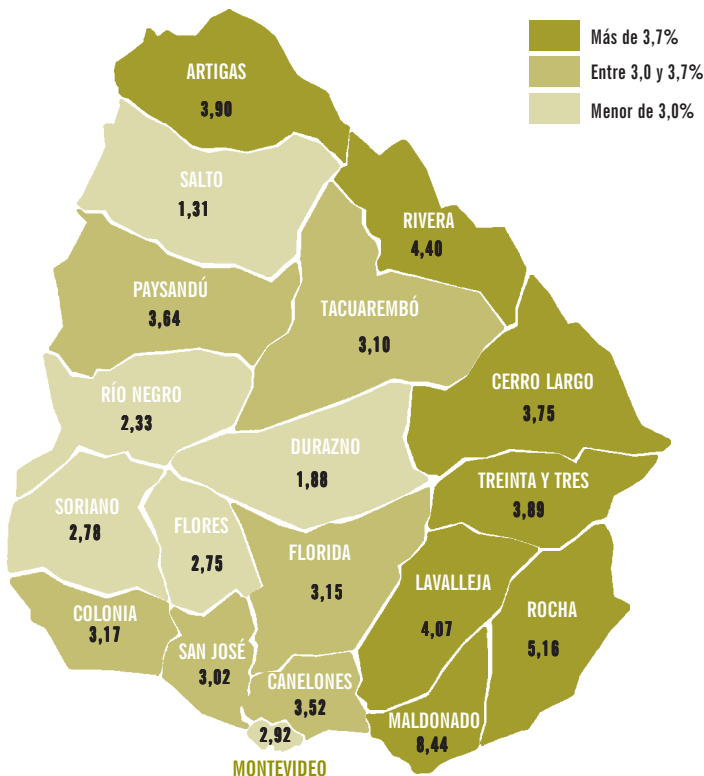 Más de 3,7%
Entre 3,0 y 3,7%
Menor de 3,0%
ARTIGAS
3,90
SALTO
1,31
RIVERA
4,40
PAYSANDÚ
3,64
TACUAREMBÓ
3,10
RÍO NEGRO
2,33
CERRO LARGO
3,75
DURAZNO
1,88
TREINTA Y TRES
3,89
SORIANO
2,78
FLORES
2,75
FLORIDA
3,15
LAVALLEJA
4,07
ROCHA
5,16
COLONIA
3,17
SAN JOSÉ
3,02
CANELONES
3,52
MALDONADO
8,44
2,92
MONTEVIDEO